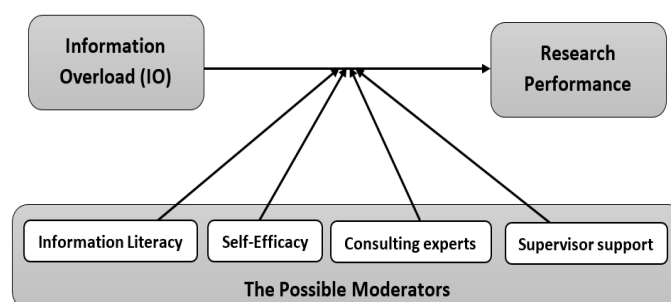 Information
Overload (IO)
Research
Performance
Information Literacy
Self-Efficacy
Consulting experts
Supervisor support
The Possible Moderators